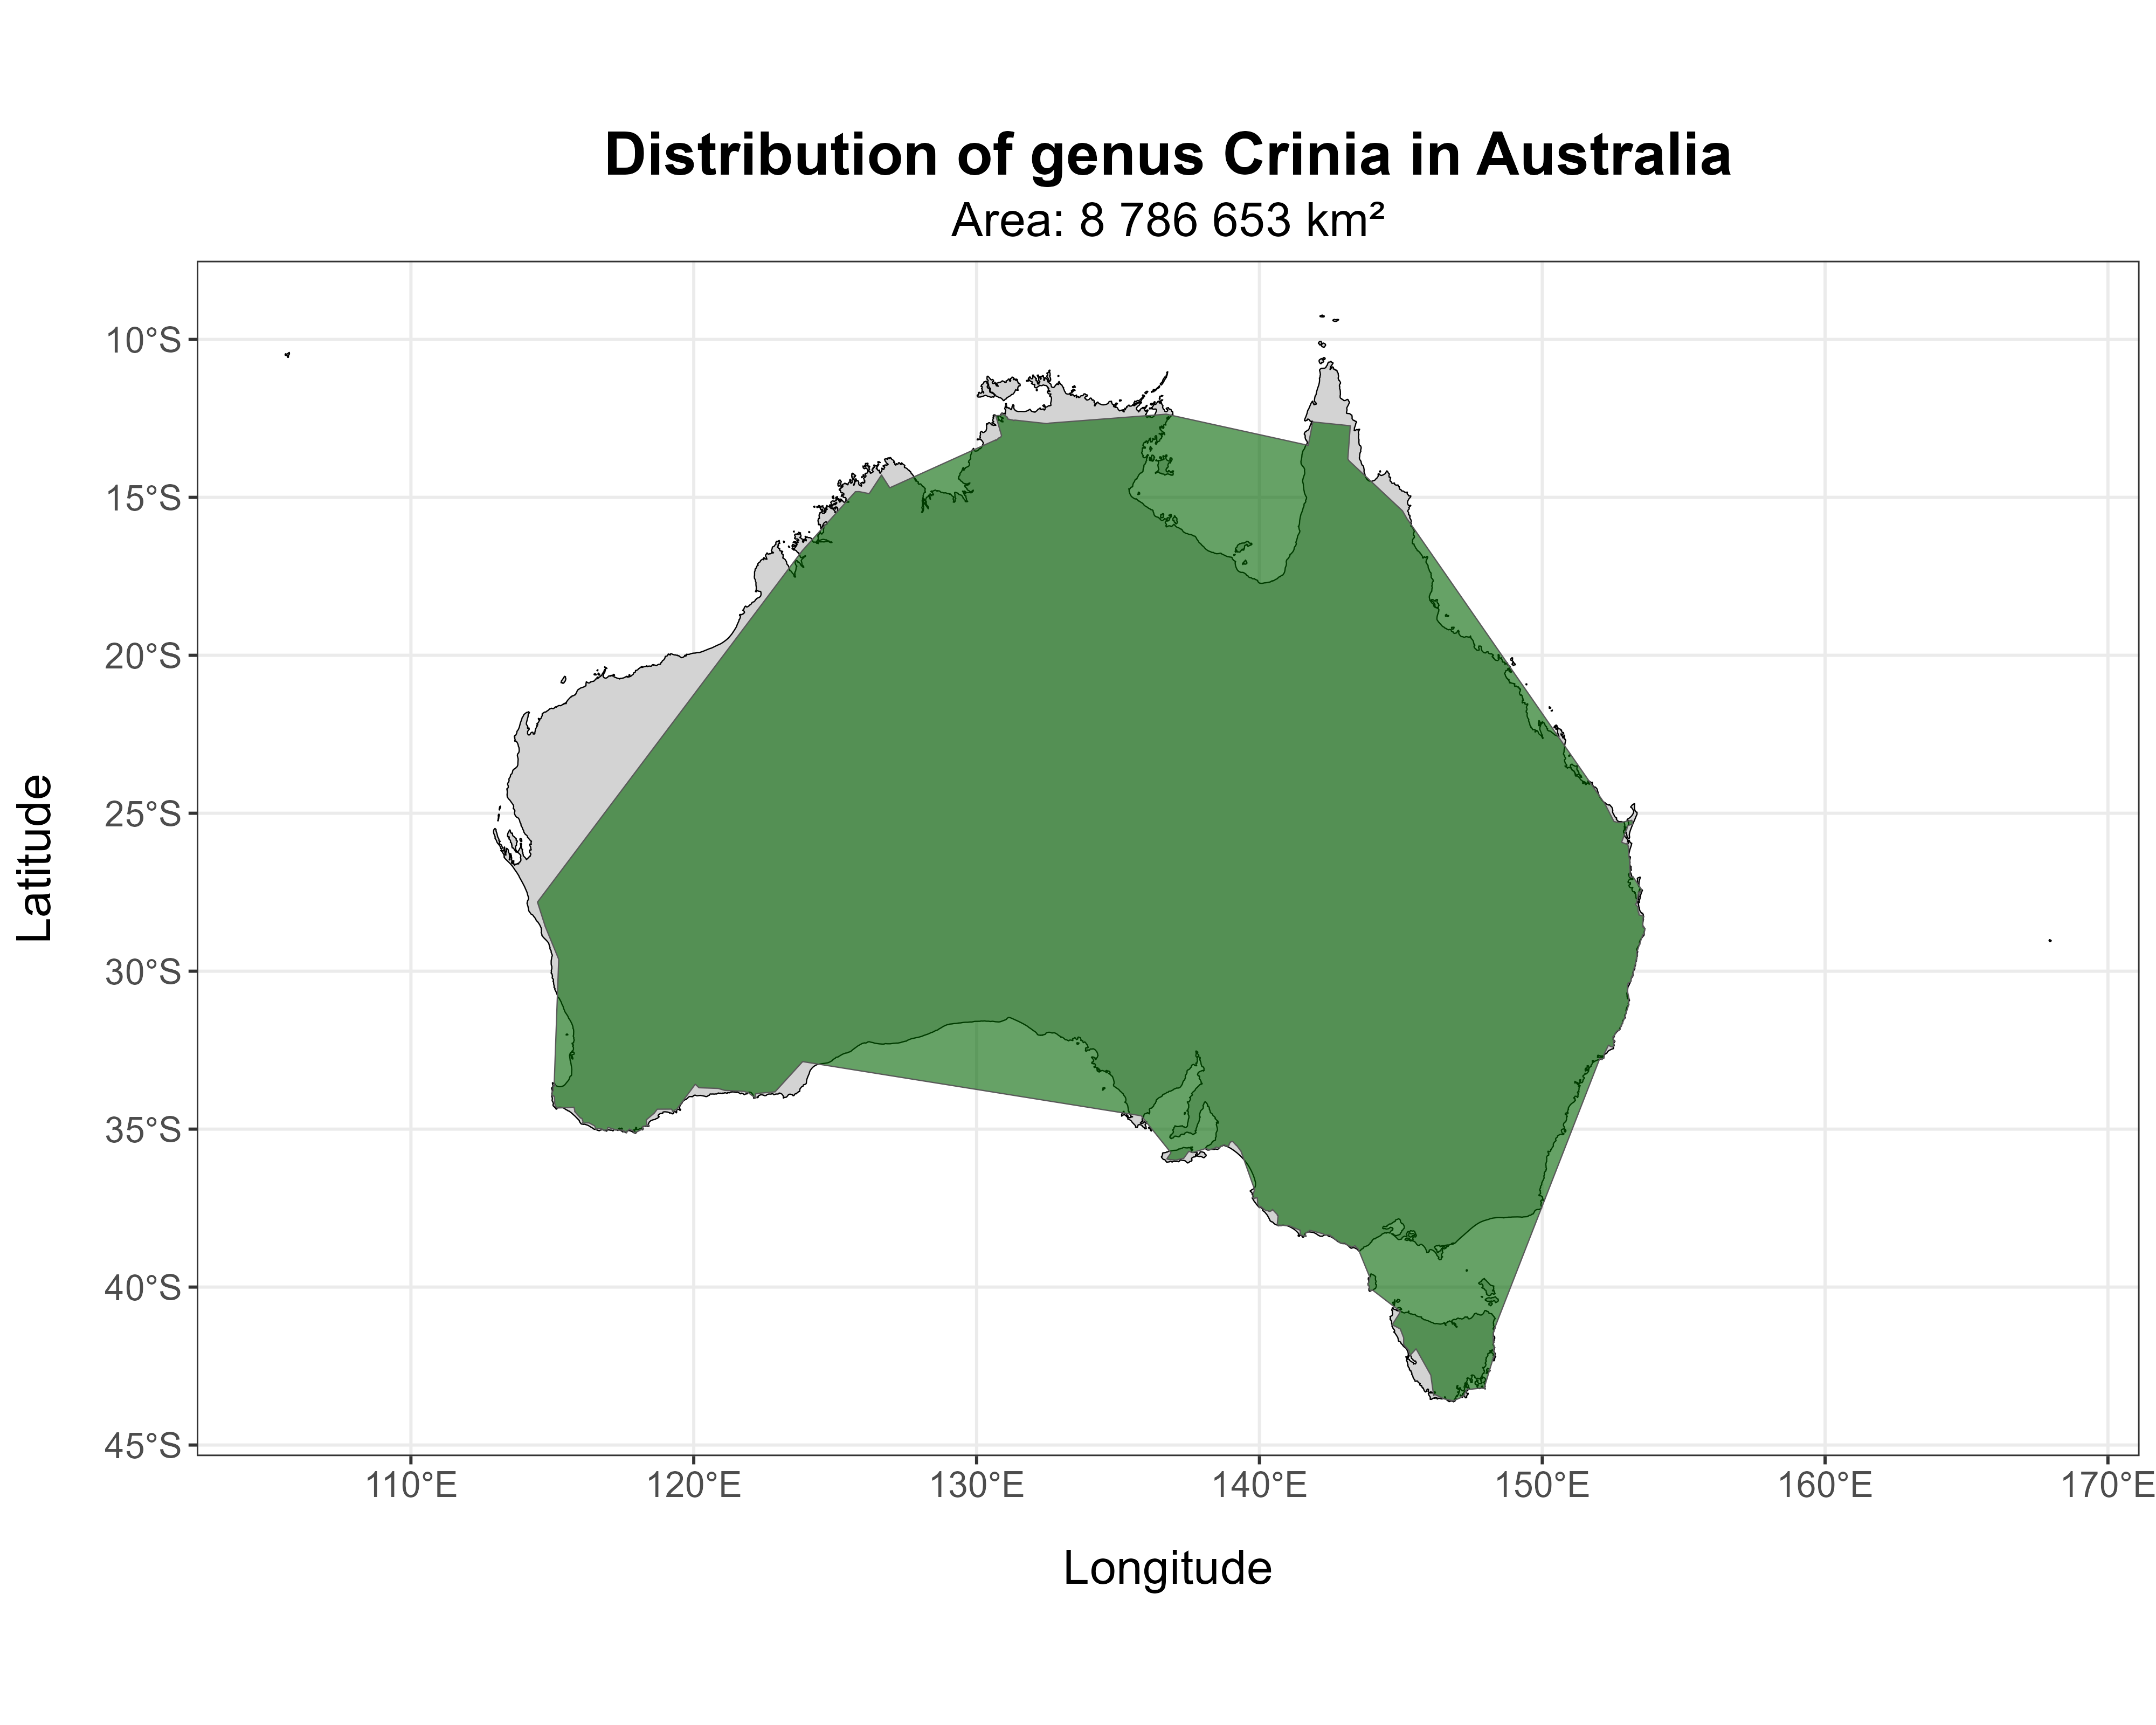 Distribution of genus Crinia in Australia
Area: 8 786 653 km²
10°S
15°S
20°S
25°S
30°S
35°S
40°S
45°S
Latitude
110°E
120°E
130°E
140°E
150°E
160°E
170°E
Longitude